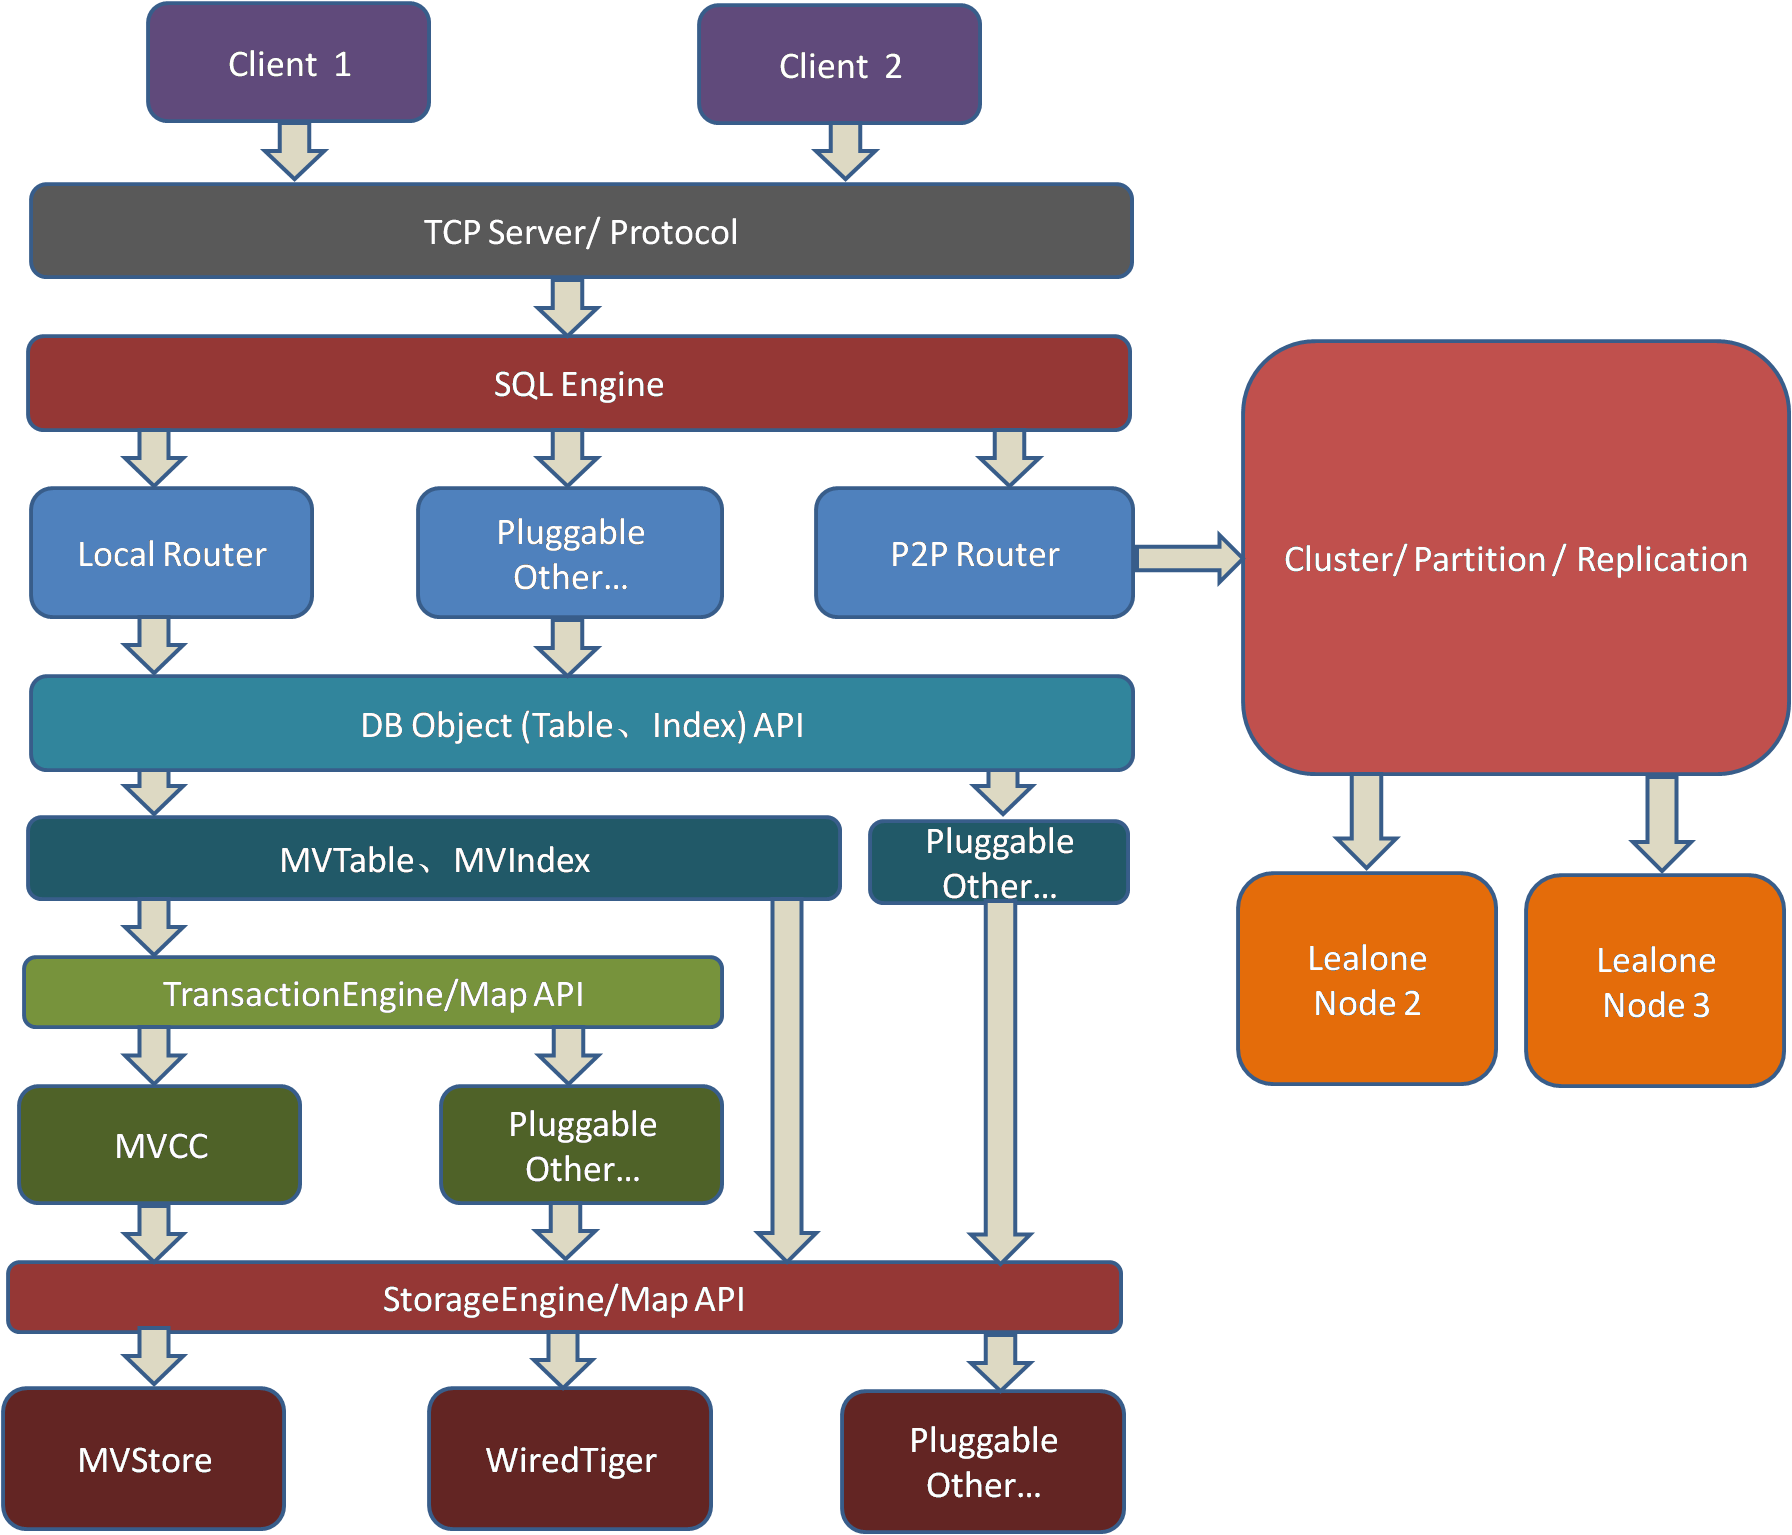 Client 1
Client 2
TCP Server/ Protocol
SQL Engine
Local Router
Pluggable
Other...
P2P Router
Cluster/ Partition / Replication
DB Object (Table、Index) API
MVTable、MVIndex
Pluggable
Other...
Lealone
Node 2
Lealone
Node 3
TransactionEngine/Map API
MVCC
Pluggable
Other...
StorageEngine/Map API
MVStore
WiredTiger
Pluggable
Other...